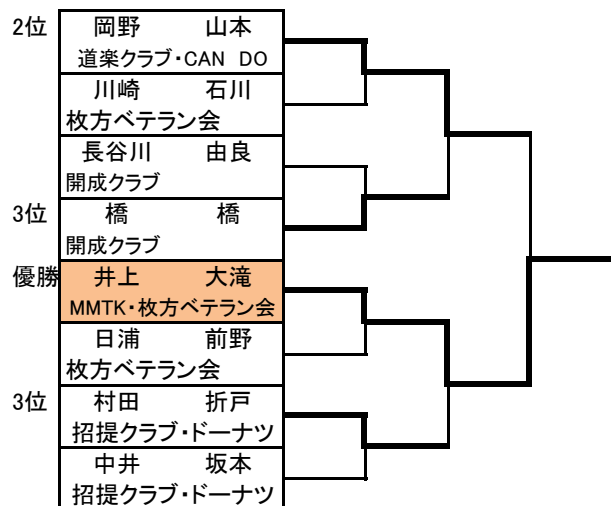 2位 岡野 山本
道楽クラブ・CAN DO
川崎 石川
枚方ベテラン会
長谷川 由良
開成クラブ
3位 橋 橋
開成クラブ
優勝 井上 大滝
MMTK・枚方ベテラン会
日浦 前野
枚方ベテラン会
3位 村田 折戸
招提クラブ・ドーナツ
中井 坂本
招提クラブ・ドーナツ